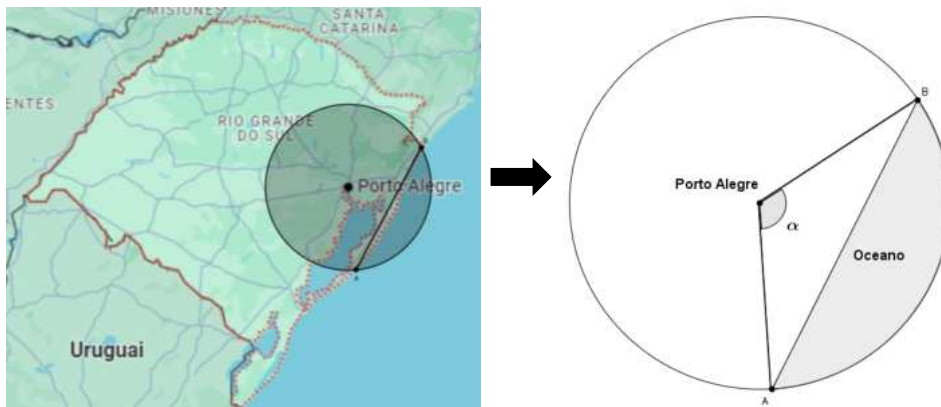 MISIONES
SANTA
CATARINA
ENTES
RIO GRANDE
DO SUL
Porto Alegre
Uruguai
A
B
Porto Alegre
α
Oceano
A